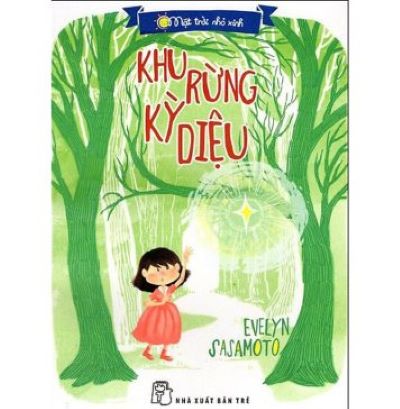 Mặt trời nhỏ xinh
KHU
RỪNG
KỲ
DIỆU
EVELYN
SASAMOTO
NHÀ XUẤT BẢN TRẺ